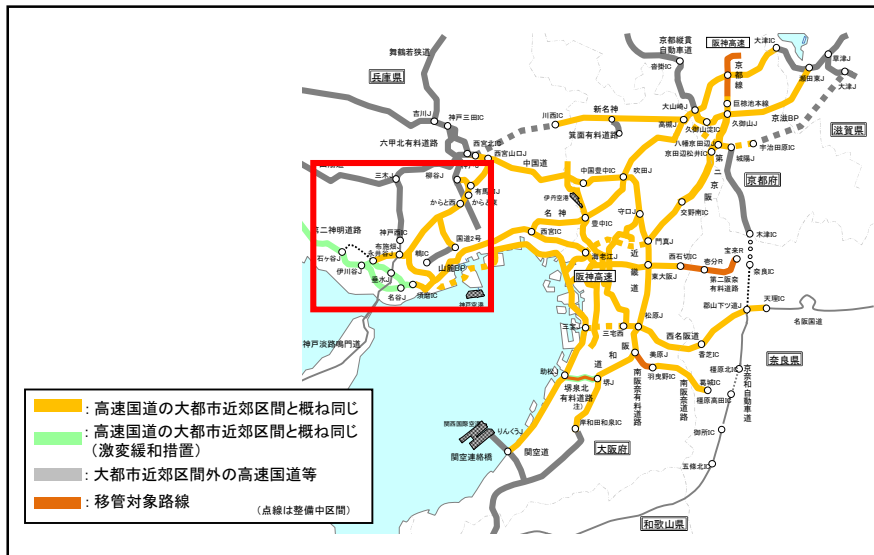 京都縦貫
自動車道
阪神高速
大津IC
草津J
瀬田東J
大津J
舞鶴若狭道
兵庫県
沓掛IC
京都線
吉川J
神戸三田IC
川西IC
新名神
大山崎J
巨椋池本線
久御山J
京滋BP
滋賀県
高槻J
久御山淀IC
箕面有料道路
六甲北有料道路
西宮北IC
西宮山口J
八幡京田辺J
京田辺松井IC
城陽J
宇治田原IC
中国道
中国豊中IC
吹田J
第二京阪
京都府
三木J
柳谷J
有馬口J
からと西
からと東
伊丹空港
名神
豊中IC
守口J
交野南IC
木津IC
第二神明道路
神戸西IC
布施畑J
永井谷J
石ヶ谷J
伊川谷J
垂水J
名谷J
須磨IC
国道2号
山麓BP
神戸空港
西宮IC
海老江J
阪神高速
近畿道
門真J
東大阪J
西石切IC
壱分R
宝来R
第二阪奈
有料道路
奈良IC
郡山下ツ道J
天理IC
名阪国道
神戸淡路鳴門道
三宝J
三宅西
松原J
西名阪道
香芝IC
奈良県
阪和道
美原J
羽曳野IC
南阪奈有料道路
南阪奈道路
葛城IC
橿原北IC
橿原高田IC
京奈和自動車道
助松J
堺泉北
有料道路
注)
堺J
御所IC
関西国際空港
りんくうJ
岸和田和泉IC
大阪府
関空連絡橋
関空道
五條北IC
和歌山県
：高速国道の大都市近郊区間と概ね同じ
：高速国道の大都市近郊区間と概ね同じ
（激変緩和措置）
：大都市近郊区間外の高速国道等
：移管対象路線
（点線は整備中区間）